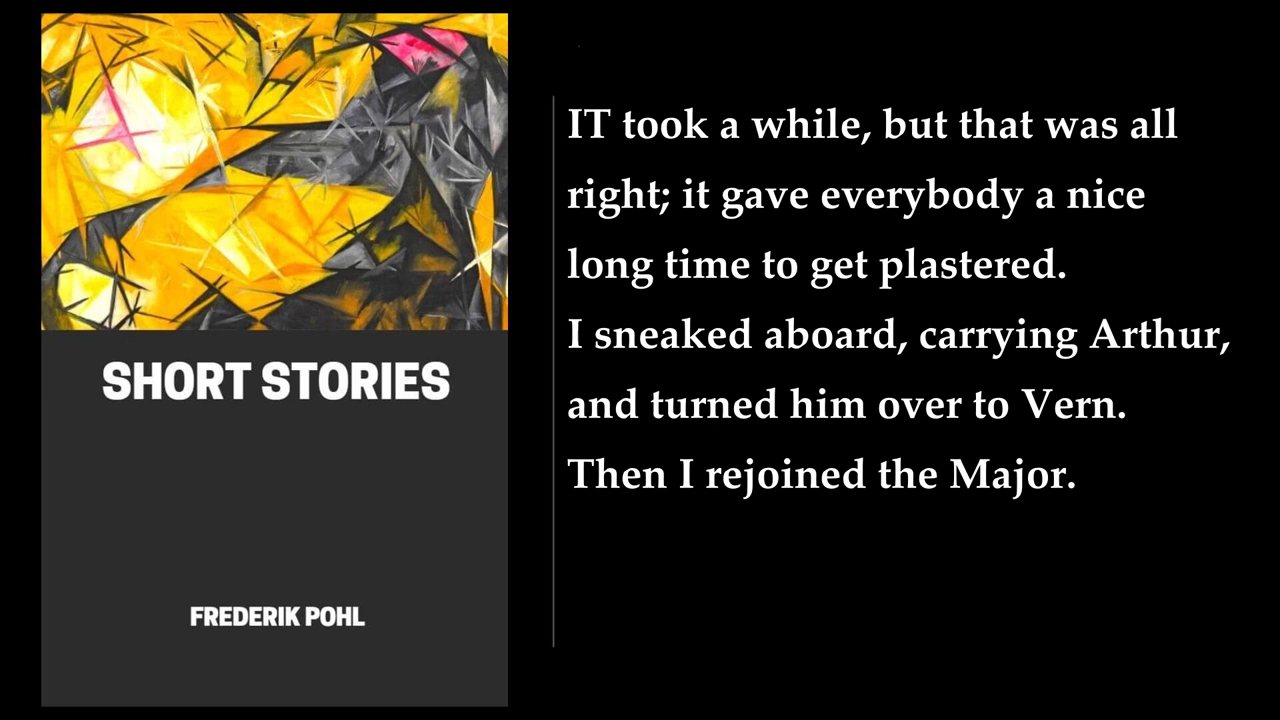 SHORT STORIES
FREDERIK POHL
IT took a while, but that was all
right; it gave everybody a nice
long time to get plastered.
I sneaked aboard, carrying Arthur,
and turned him over to Vern.
Then I rejoined the Major.